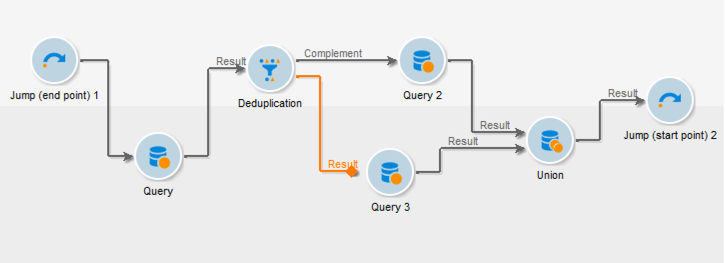 Result
Complement
Jump (end point) 1
Deduplication
Query 2
Result
Jump (start point) 2
Result
Result
Query
Result
Query 3
Union